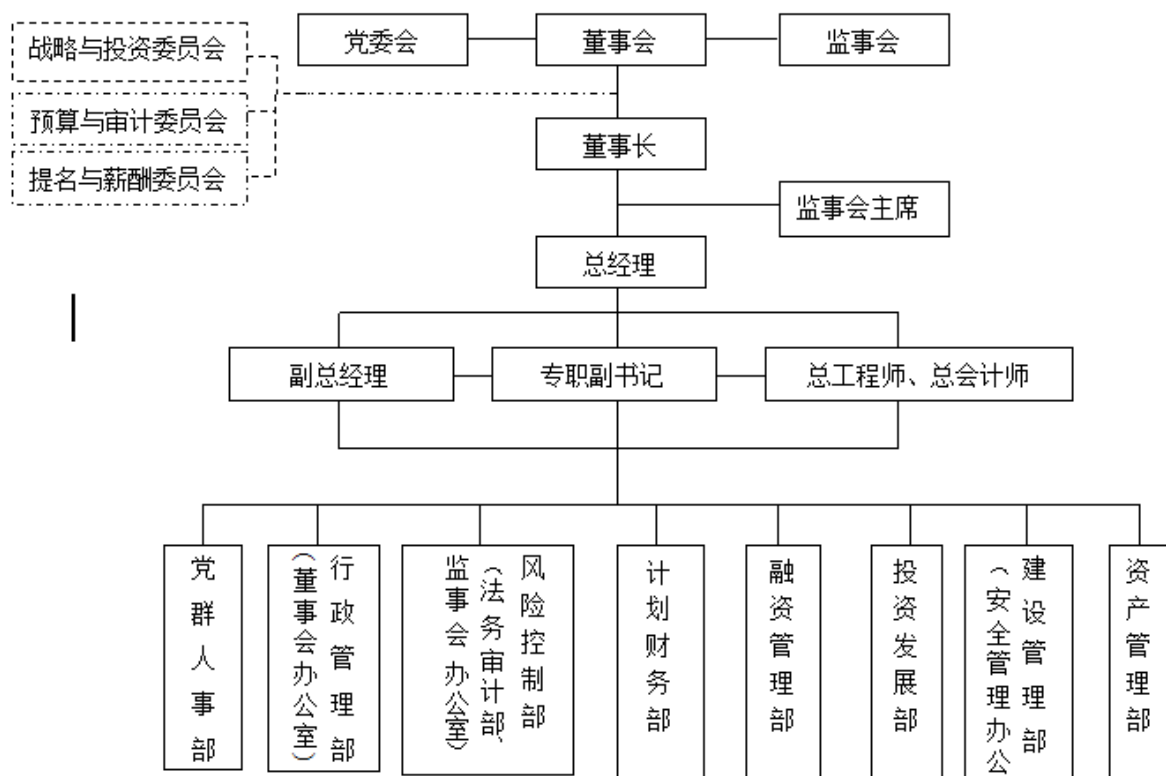 党委会
董事会
监事会
战略与投资委员会
预算与审计委员会
提名与薪酬委员会
董事长
监事会主席
总经理
副总经理
专职副书记
总工程师、总会计师
党群人事部
行政管理部
（董事会办公室）
风险控制部
（法务审计部、
监事会办公室）
计划财务部
融资管理部
投资发展部
建设管理部
（安全管理办公
资产管理部